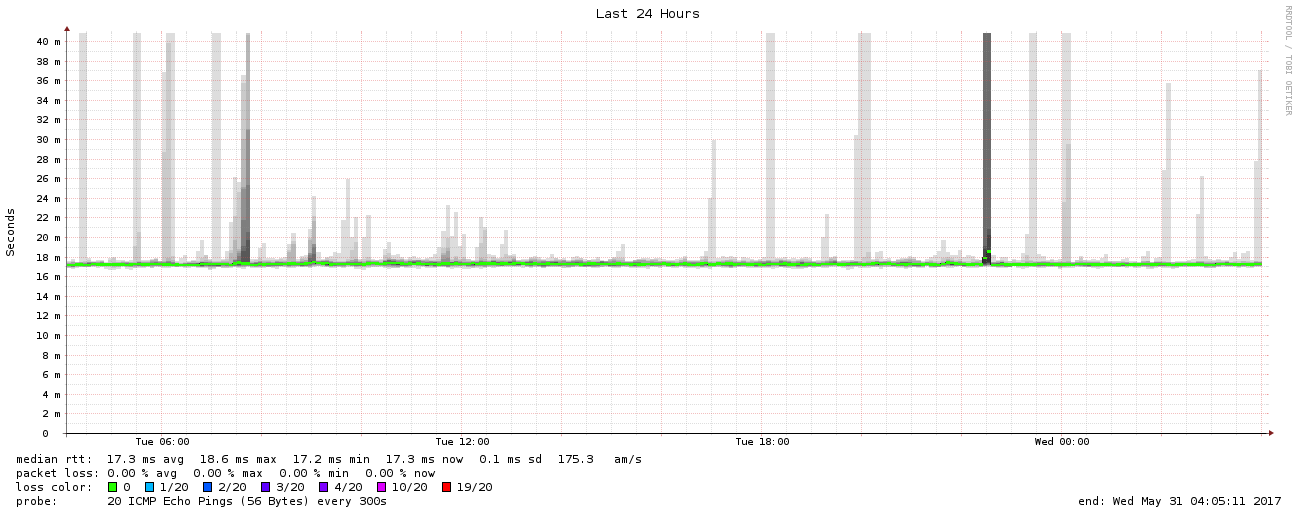 Last 24 Hours
RRDTOOL / TOBI OETIKER
Seconds
40 m
38 m
36 m
34 m
32 m
30 m
28 m
26 m
24 m
22 m
20 m
18 m
16 m
14 m
12 m
10 m
8 m
6 m
4 m
2 m
0
Tue 06:00 Tue 12:00 Tue 18:00 Wed 00:00
median rtt: 17.3 ms avg 18.6 ms max 17.2 ms min 17.3 ms now 0.1 ms sd 175.3 am/s
packet loss: 0.00 % avg 0.00 % max 0.00 % min 0.00 % now
loss color: 0 1/20 2/20 3/20 4/20 10/20 19/20
probe: 20 ICMP Echo Pings (56 Bytes) every 300s end: Wed May 31 04:05:11 2017